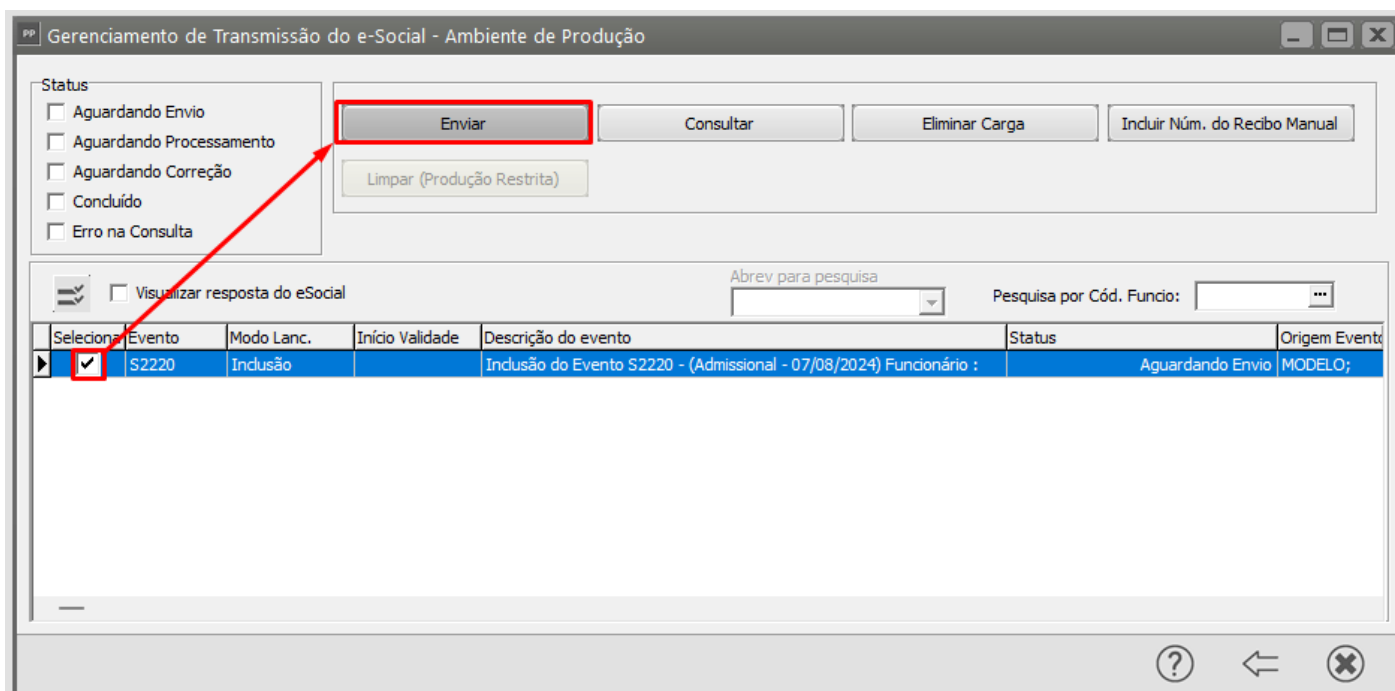 PP Gerenciamento de Transmissão do e-Social - Ambiente de Produção
Status
Aguardando Envio
Aguardando Processamento
Aguardando Correção
Concluído
Erro na Consulta
Enviar
Consultar
Eliminar Carga
Incluir Núm. do Recibo Manual
Limpar (Produção Restrita)
Visualizar resposta do eSocial
Abrev para pesquisa
Pesquisa por Cód. Funcio:
Seleciona Evento Modo Lanc. Início Validade Descrição do evento Status Origem Evento
S2220 Inclusão Inclusão do Evento S2220 - (Admissional - 07/08/2024) Funcionário : Aguardando Envio MODELO;